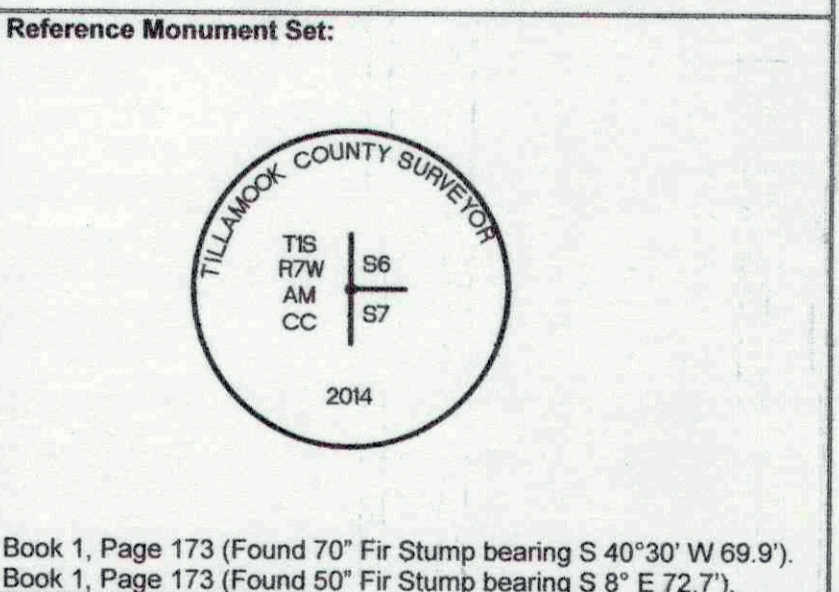 Reference Monument Set:
TILLAMOOK COUNTY SURVEYOR
T1S
R7W
AM
CC
S6
S7
2014
Book 1, Page 173 (Found 70" Fir Stump bearing S 40°30' W 69.9').
Book 1, Page 173 (Found 50" Fir Stump bearing S 8° E 72.7').